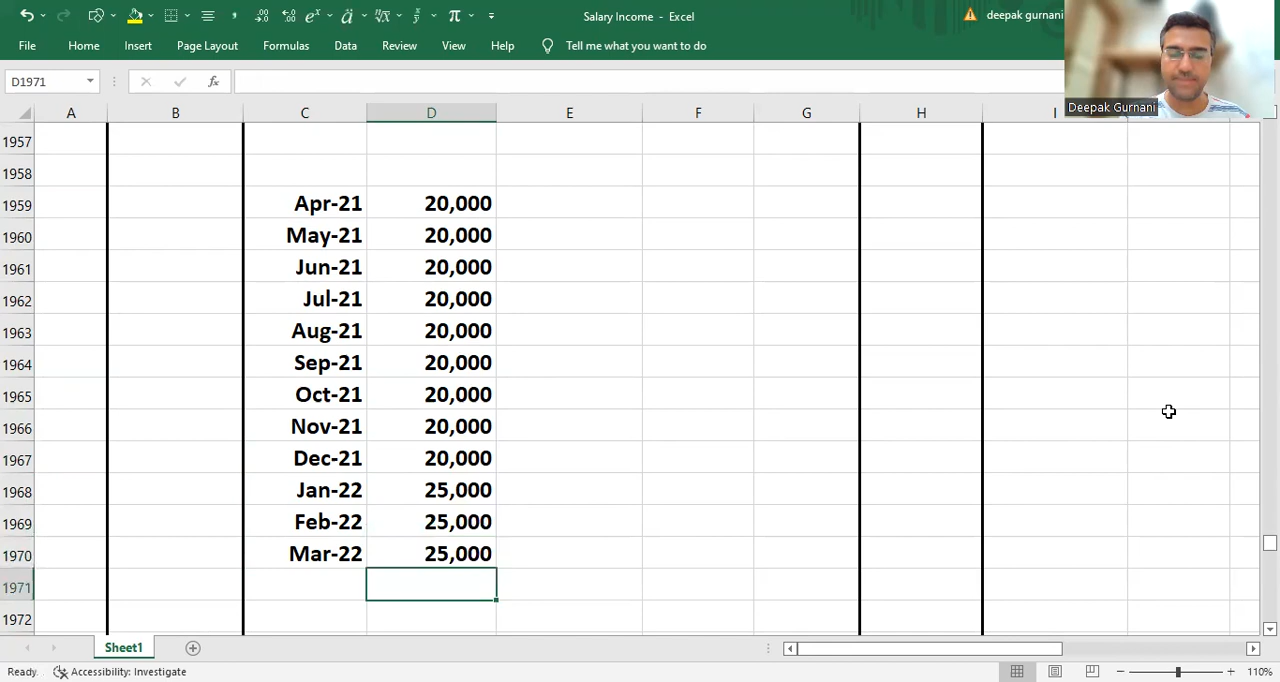 Salary Income - Excel
deepak gurnani
File Home Insert Page Layout Formulas Data Review View Help Tell me what you want to do
D1971
fx
Deepak Gurnani
A B C D E F G H I
1957
1958
1959 Apr-21 20,000
1960 May-21 20,000
1961 Jun-21 20,000
1962 Jul-21 20,000
1963 Aug-21 20,000
1964 Sep-21 20,000
1965 Oct-21 20,000
1966 Nov-21 20,000
1967 Dec-21 20,000
1968 Jan-22 25,000
1969 Feb-22 25,000
1970 Mar-22 25,000
1971
1972
Sheet1
Ready Accessibility: Investigate 110%